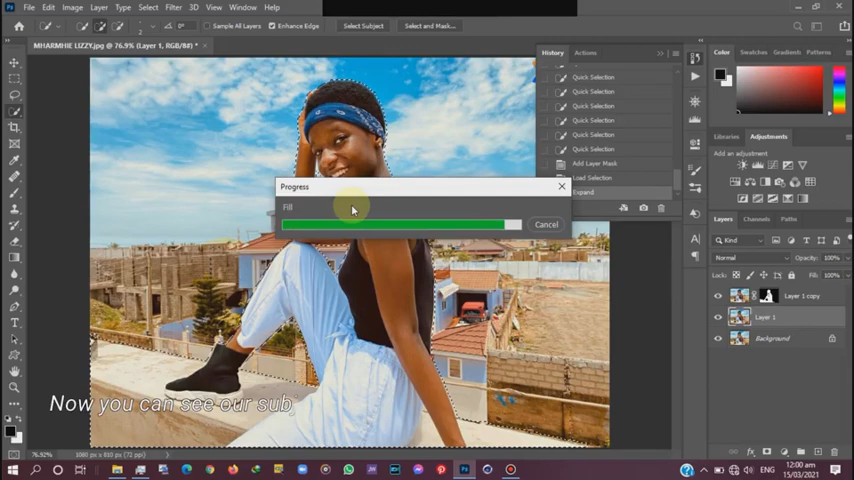 File Edit Image Layer Type Select Filter 3D View Window Help
Sample All Layers Enhance Edge Select Subject Select and Mask...
MHARMHIE LIZZY.jpg @ 76.9% (Layer 1, RGB/8#) *
History Actions
Quick Selection
Quick Selection
Quick Selection
Quick Selection
Quick Selection
Quick Selection
Add Layer Mask
Load Selection
Expand
Progress
Fill
Cancel
Color Swatches Gradients Patterns
Libraries Adjustments
Add an adjustment
Layers Channels Paths
Kind
Normal Opacity: 100%
Lock: Fill: 100%
Layer 1 copy
Layer 1
Background
Now you can see our sub
76.92% 1080 px x 810 px (72 ppi)
ENG
12:00 am
15/03/2021